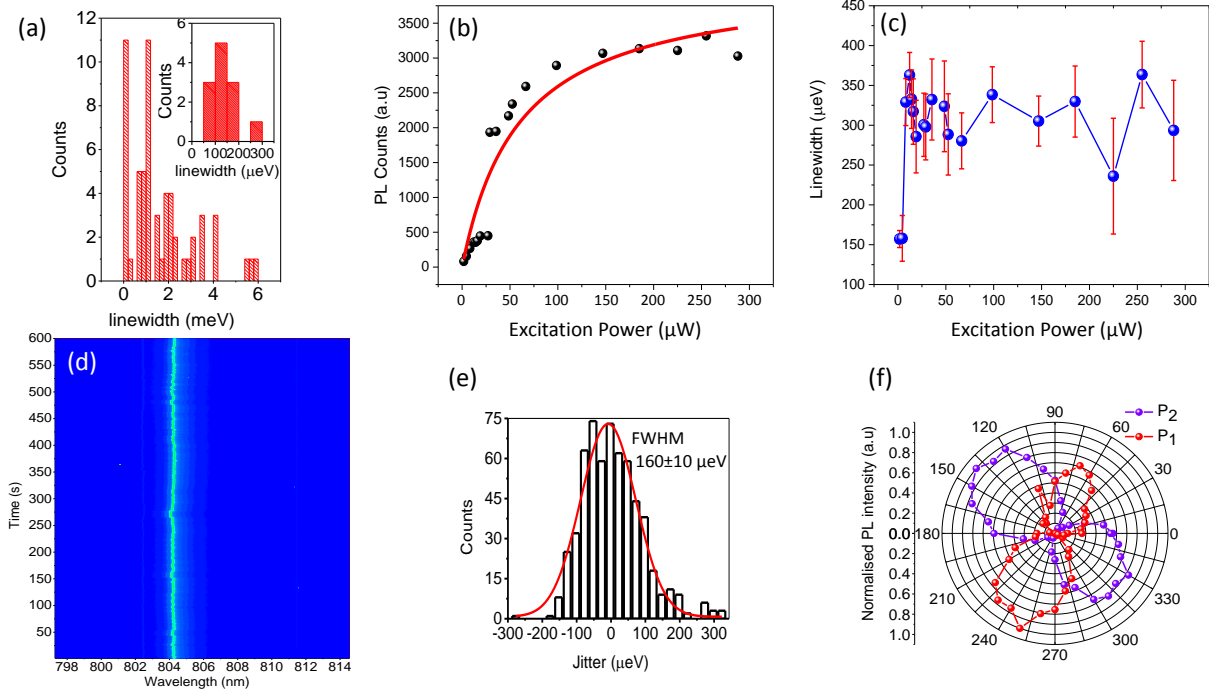 (a)
12
10
8
6
4
2
0
Counts
0 2 4 6
linewidth (meV)
6
4
2
0
Counts
100 200 300
linewidth (μeV)
(b)
3500
3000
2500
2000
1500
1000
500
0
PL Counts (a.u)
0 50 100 150 200 250 300
Excitation Power (μW)
(c)
450
400
350
300
250
200
150
100
Linewidth (μeV)
0 50 100 150 200 250 300
Excitation Power (μW)
(d)
600
550
500
450
400
350
300
250
200
150
100
50
Time (s)
798 800 802 804 806 808 810 812 814
Wavelength (nm)
(e)
75
60
45
30
15
0
Counts
FWHM
160±10 μeV
-300 -200 -100 0 100 200 300
Jitter (μeV)
(f)
P2
P1
Normalised PL intensity (a.u)
1.0
0.8
0.6
0.4
0.2
0.0
0.0
0.2
0.4
0.6
0.8
1.0
90
60
30
0
330
300
270
240
210
180
150
120